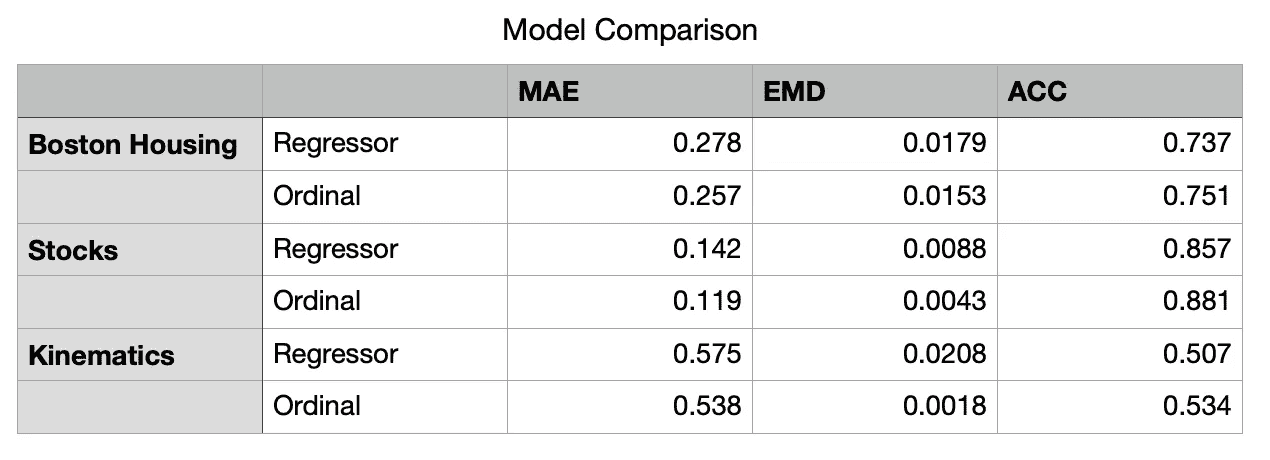 Model Comparison
MAE EMD ACC
Boston Housing Regressor 0.278 0.0179 0.737
Ordinal 0.257 0.0153 0.751
Stocks Regressor 0.142 0.0088 0.857
Ordinal 0.119 0.0043 0.881
Kinematics Regressor 0.575 0.0208 0.507
Ordinal 0.538 0.0018 0.534